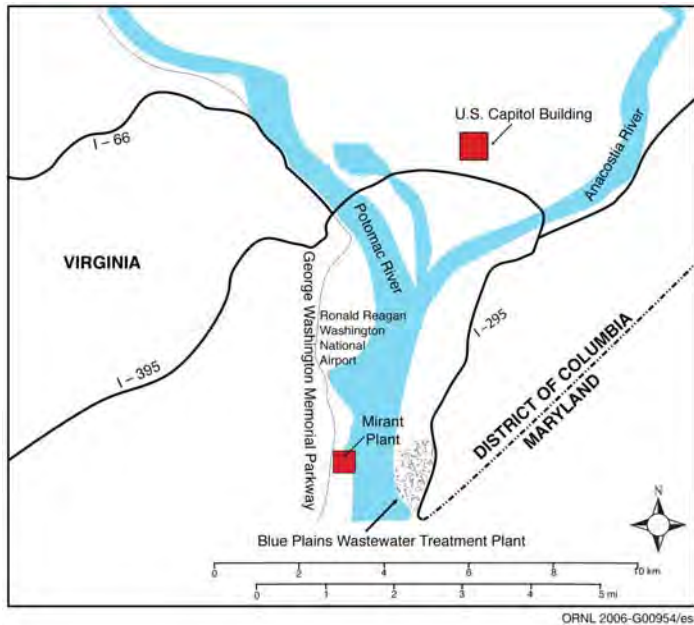 U.S. Capitol Building
Anacostia River
I – 66
Potomac River
VIRGINIA
George Washington Memorial Parkway
Ronald Reagan
Washington
National
Airport
I –295
I – 395
DISTRICT OF COLUMBIA
MARYLAND
Mirant
Plant
N
Blue Plains Wastewater Treatment Plant
0 2 4 6 8 10 km
0 1 2 3 4 5 mi
ORNL 2006-G00954/es